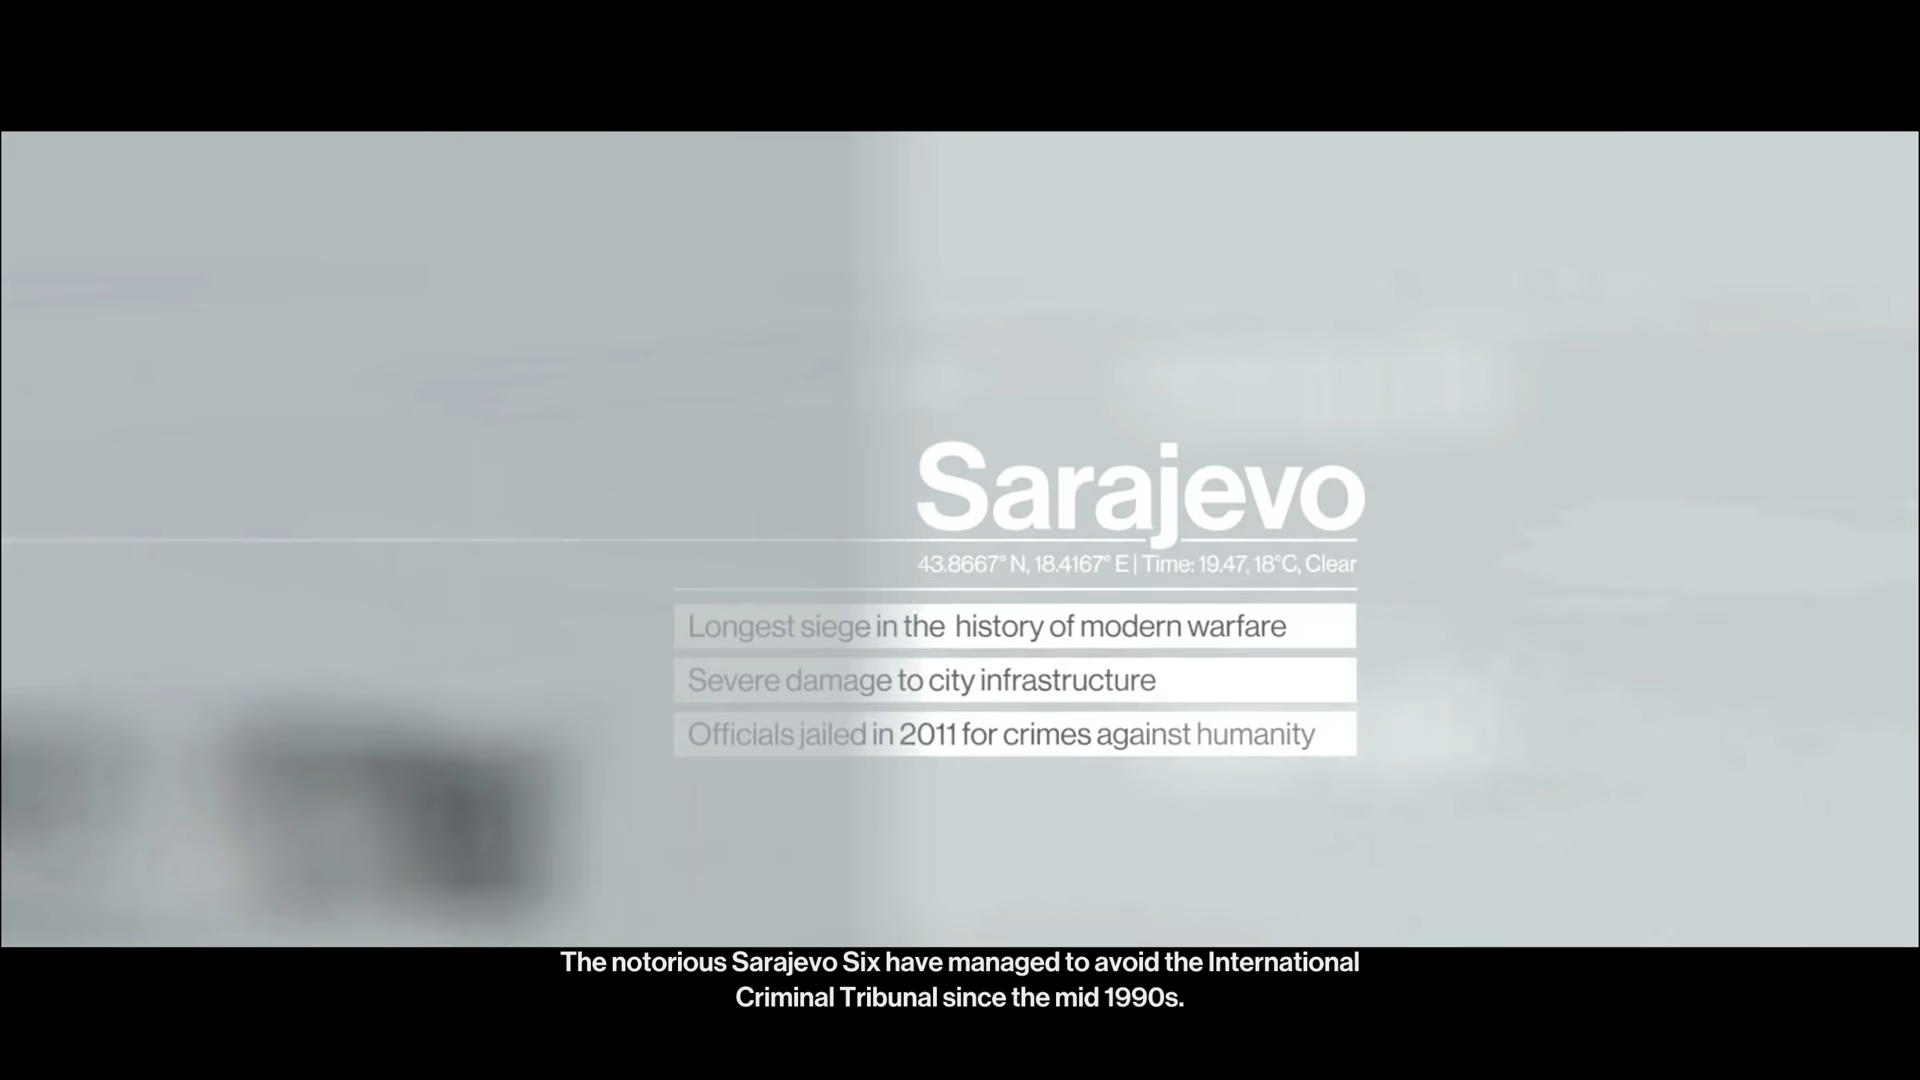 Sarajevo
43.8667° N, 18.4167° E | Time: 19.47, 18°C, Clear
Longest siege in the history of modern warfare
Severe damage to city infrastructure
Officials jailed in 2011 for crimes against humanity
The notorious Sarajevo Six have managed to avoid the International
Criminal Tribunal since the mid 1990s.